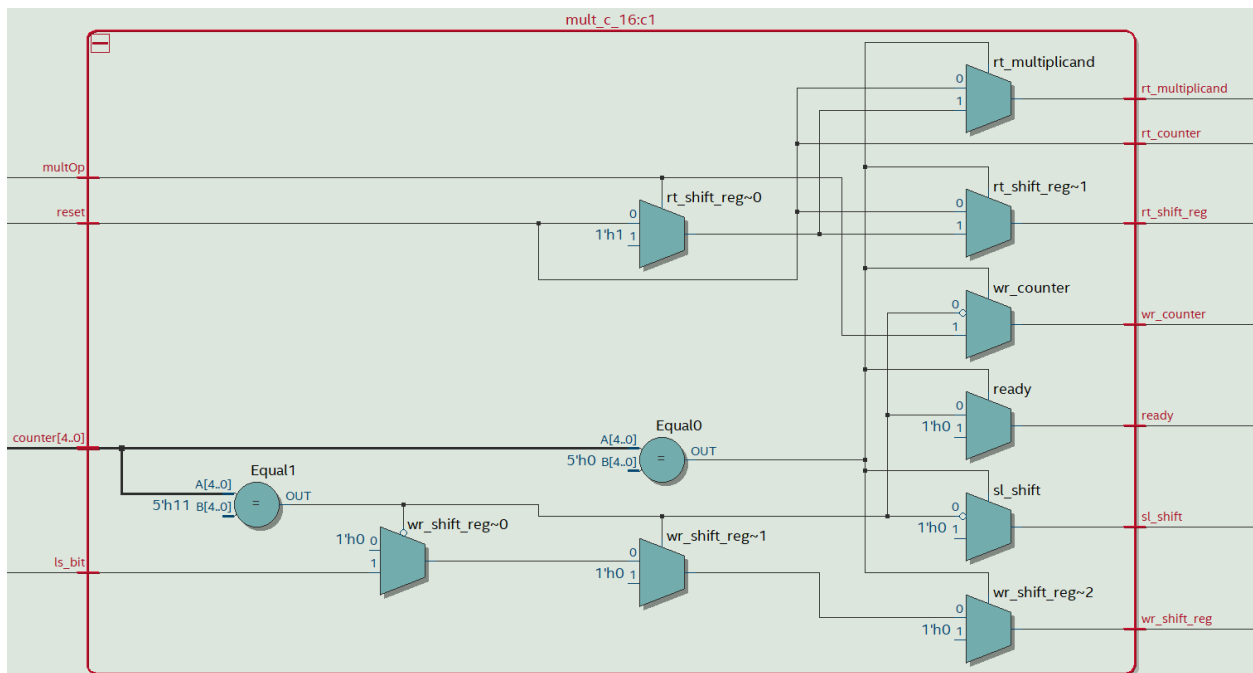 mult_c_16:c1
rt_multiplicand
0
1
rt_multiplicand
rt_counter
multOp
rt_shift_reg~0
rt_shift_reg~1
reset
0
1'h1 1
0
1
rt_shift_reg
wr_counter
0
1
wr_counter
ready
0
1'h0 1
ready
counter[4..0]
Equal0
A[4..0]
5'h0 B[4..0]
=
OUT
Equal1
A[4..0]
5'h11 B[4..0]
=
OUT
sl_shift
0
1'h0 1
sl_shift
wr_shift_reg~0
1'h0 0
1
wr_shift_reg~1
0
1'h0 1
ls_bit
wr_shift_reg~2
0
1'h0 1
wr_shift_reg